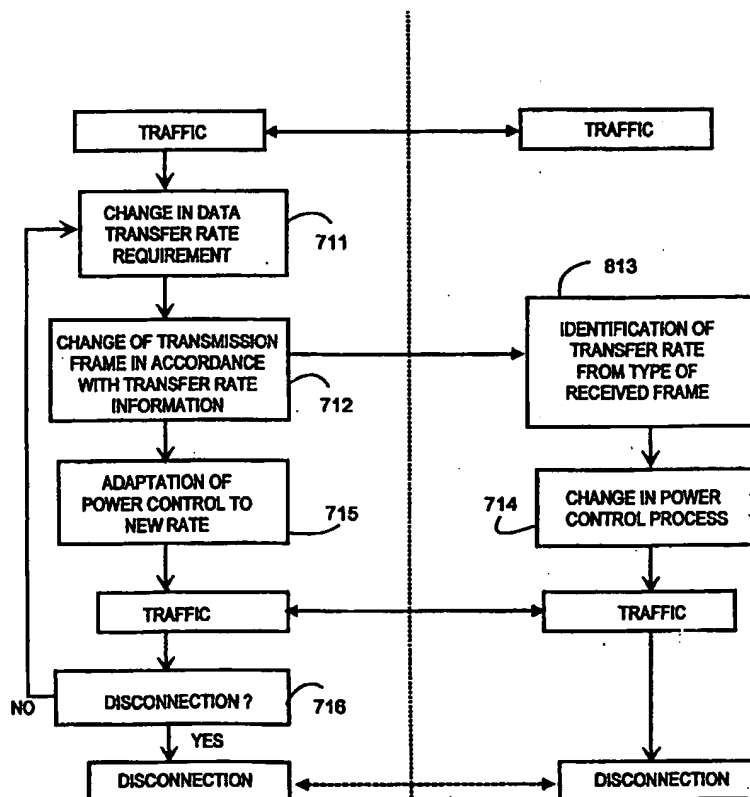 TRAFFIC
TRAFFIC
CHANGE IN DATA
TRANSFER RATE
REQUIREMENT
711
813
CHANGE OF TRANSMISSION
FRAME IN ACCORDANCE
WITH TRANSFER RATE
INFORMATION
712
IDENTIFICATION OF
TRANSFER RATE
FROM TYPE OF
RECEIVED FRAME
ADAPTATION OF
POWER CONTROL TO
NEW RATE
715
714
CHANGE IN POWER
CONTROL PROCESS
TRAFFIC
TRAFFIC
DISCONNECTION ?
716
NO
YES
DISCONNECTION
DISCONNECTION